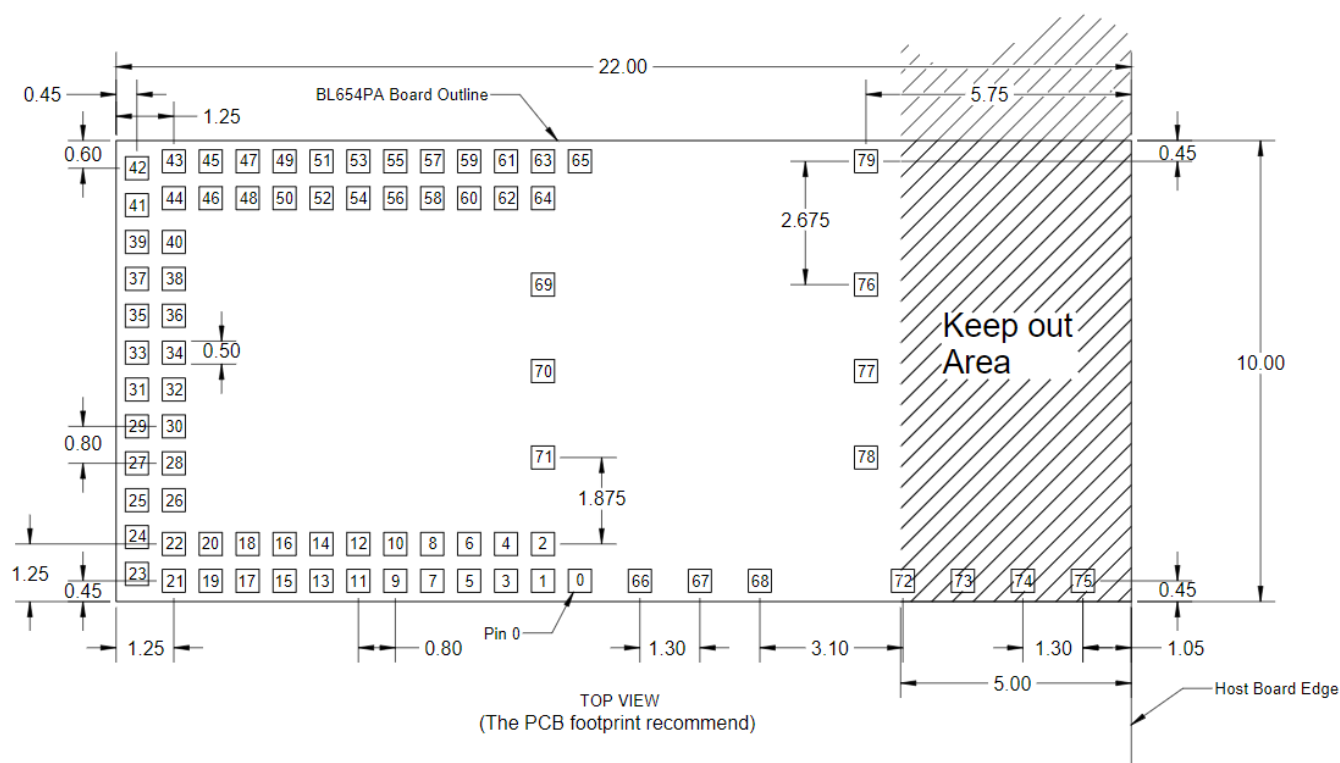 22.00
0.45
BL654PA Board Outline
5.75
1.25
0.60
0.45
42 43 45 47 49 51 53 55 57 59 61 63 65 79
41 44 46 48 50 52 54 56 58 60 62 64
2.675
39 40
37 38 69 76
35 36
Keep out
Area
33 34 0.50
10.00
31 32 70 77
29 30
0.80
27 28 71 78
25 26
1.875
24 22 20 18 16 14 12 10 8 6 4 2
1.25
23 21 19 17 15 13 11 9 7 5 3 1 0 66 67 68 72 73 74 75
0.45
0.45
Pin 0
1.25
0.80
1.30
3.10
1.30
1.05
5.00
Host Board Edge
TOP VIEW
(The PCB footprint recommend)